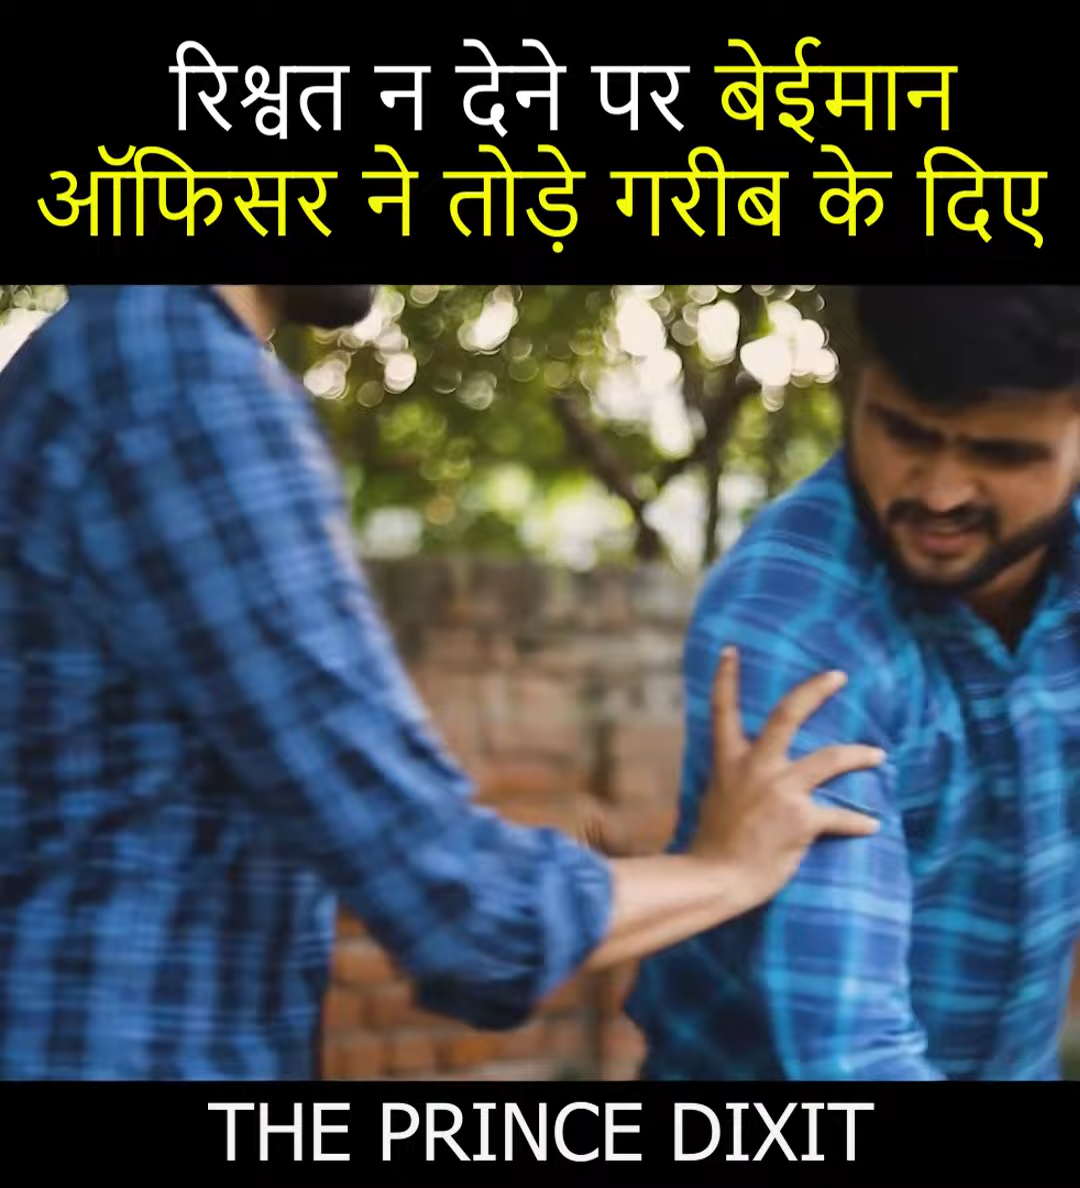 रिश्वत न देने पर बेईमान
ऑफिसर ने तोड़े गरीब के दिए
THE PRINCE DIXIT